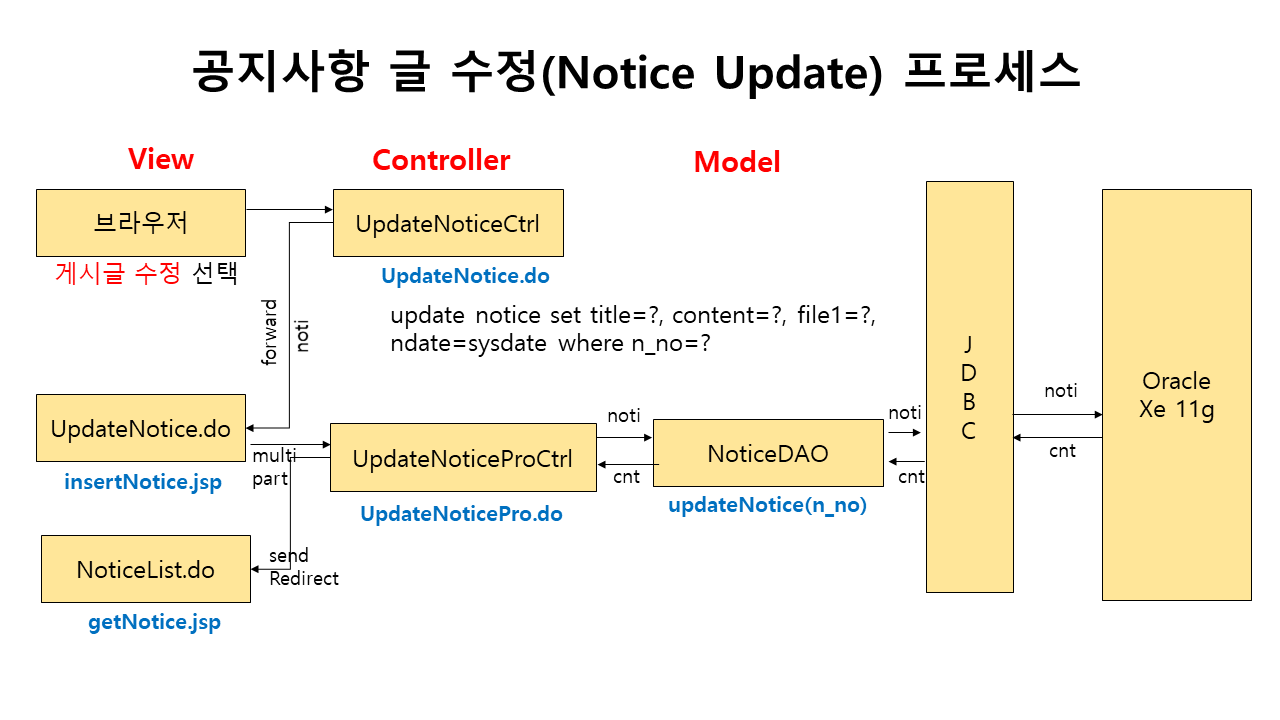 공지사항 글 수정(Notice Update) 프로세스
View
Controller
Model
브라우저
게시글 수정 선택
UpdateNoticeCtrl
UpdateNotice.do
forward
noti
update notice set title=?, content=?, file1=?,
ndate=sysdate where n_no=?
UpdateNotice.do
insertNotice.jsp
multi
part
UpdateNoticeProCtrl
UpdateNoticePro.do
noti
cnt
NoticeDAO
updateNotice(n_no)
noti
cnt
J
D
B
C
noti
cnt
Oracle
Xe 11g
NoticeList.do
getNotice.jsp
send
Redirect